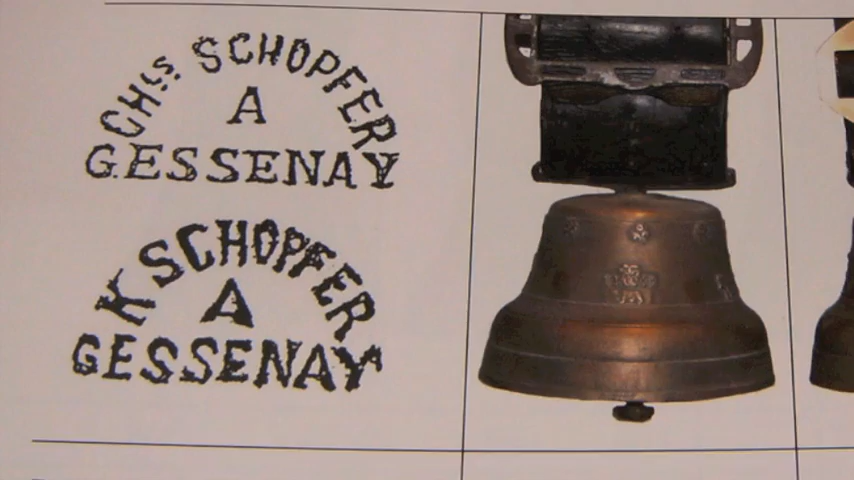 CHLS. SCHOPFER
A
GESSENAY
K SCHOPFER
A
GESSENAY